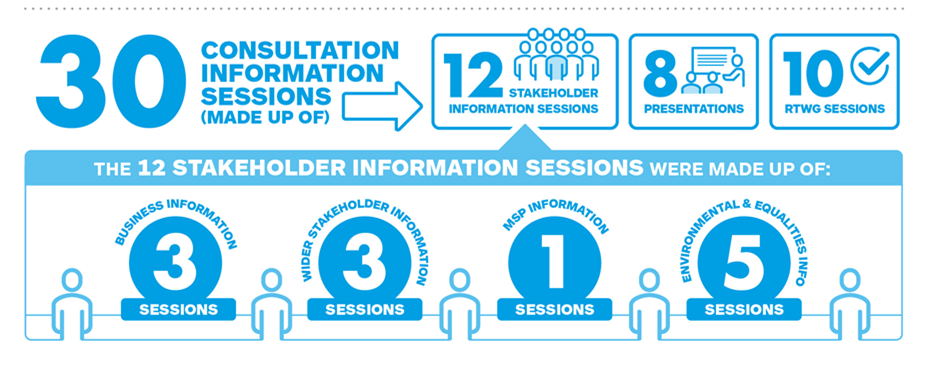 30
CONSULTATION
INFORMATION
SESSIONS
(MADE UP OF)
12
STAKEHOLDER
INFORMATION SESSIONS
8
PRESENTATIONS
10
RTWG SESSIONS
THE 12 STAKEHOLDER INFORMATION SESSIONS WERE MADE UP OF:
BUSINESS INFORMATION
3
SESSIONS
WIDER STAKEHOLDER INFORMATION
3
SESSIONS
MSP INFORMATION
1
SESSIONS
ENVIRONMENTAL & EQUALITIES INFO
5
SESSIONS